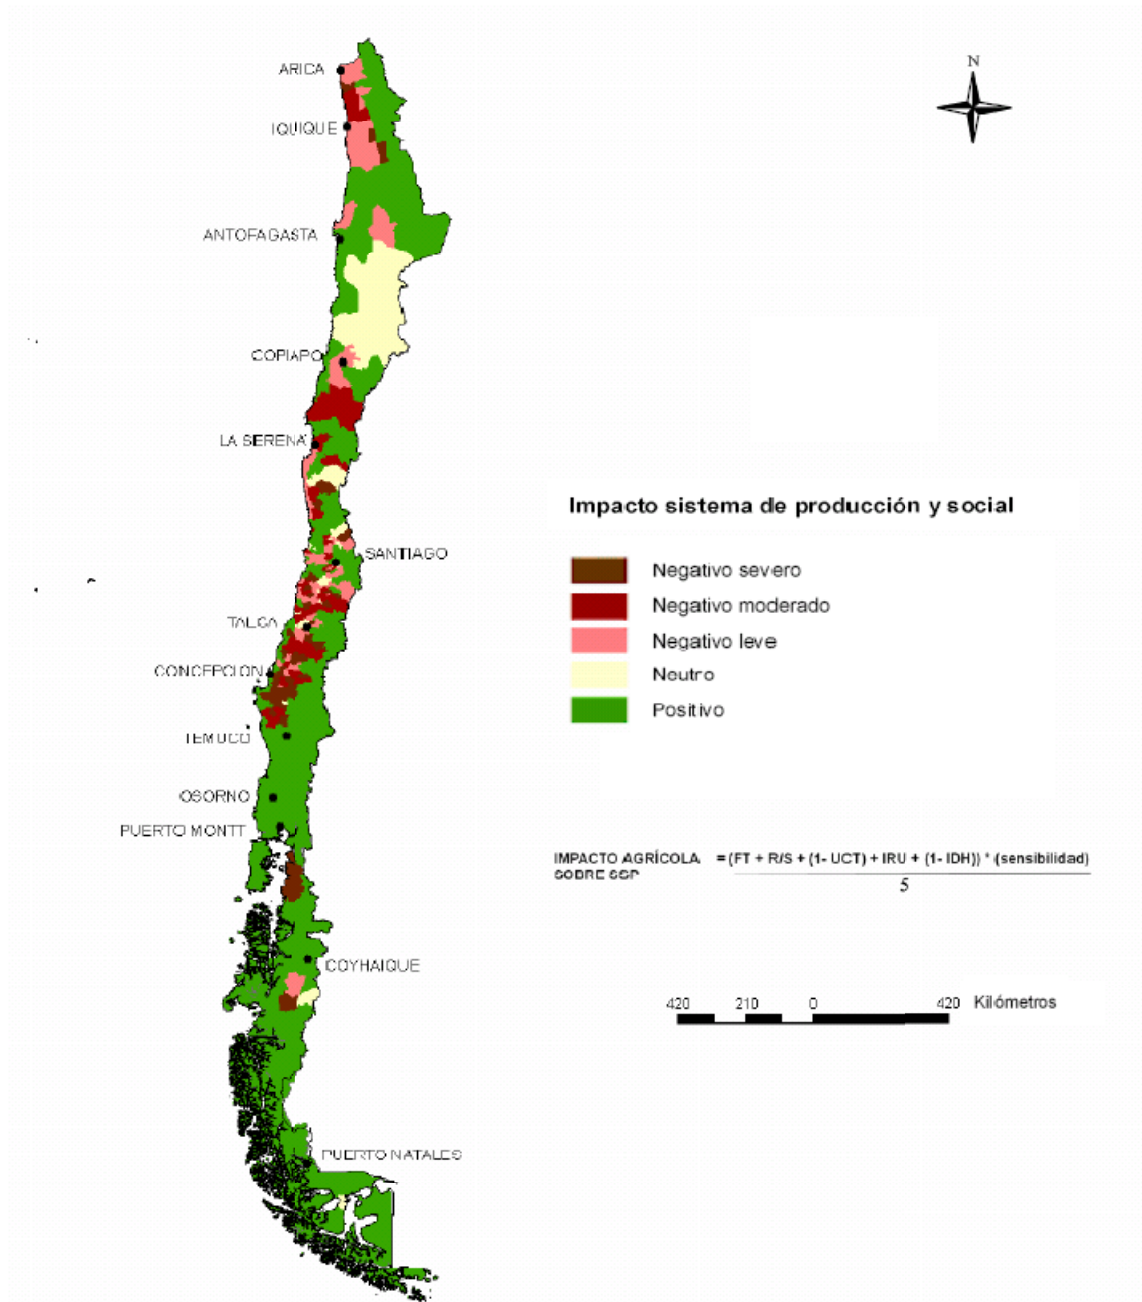 N
ARICA
IQUIQUE
ANTOFAGASTA
COPIAPO
LA SERENA
SANTIAGO
TALCA
CONCEPCION
TEMUCO
OSORNO
PUERTO MONTT
COYHAIQUE
PUERTO NATALES
Impacto sistema de producción y social
Negativo severo
Negativo moderado
Negativo leve
Neutro
Positivo
IMPACTO AGRÍCOLA = (FT + R/S + (1- UCT) + IRU + (1- IDH)) * (sensibilidad)
SOBRE SSP
5
420 210 0 420 Kilómetros